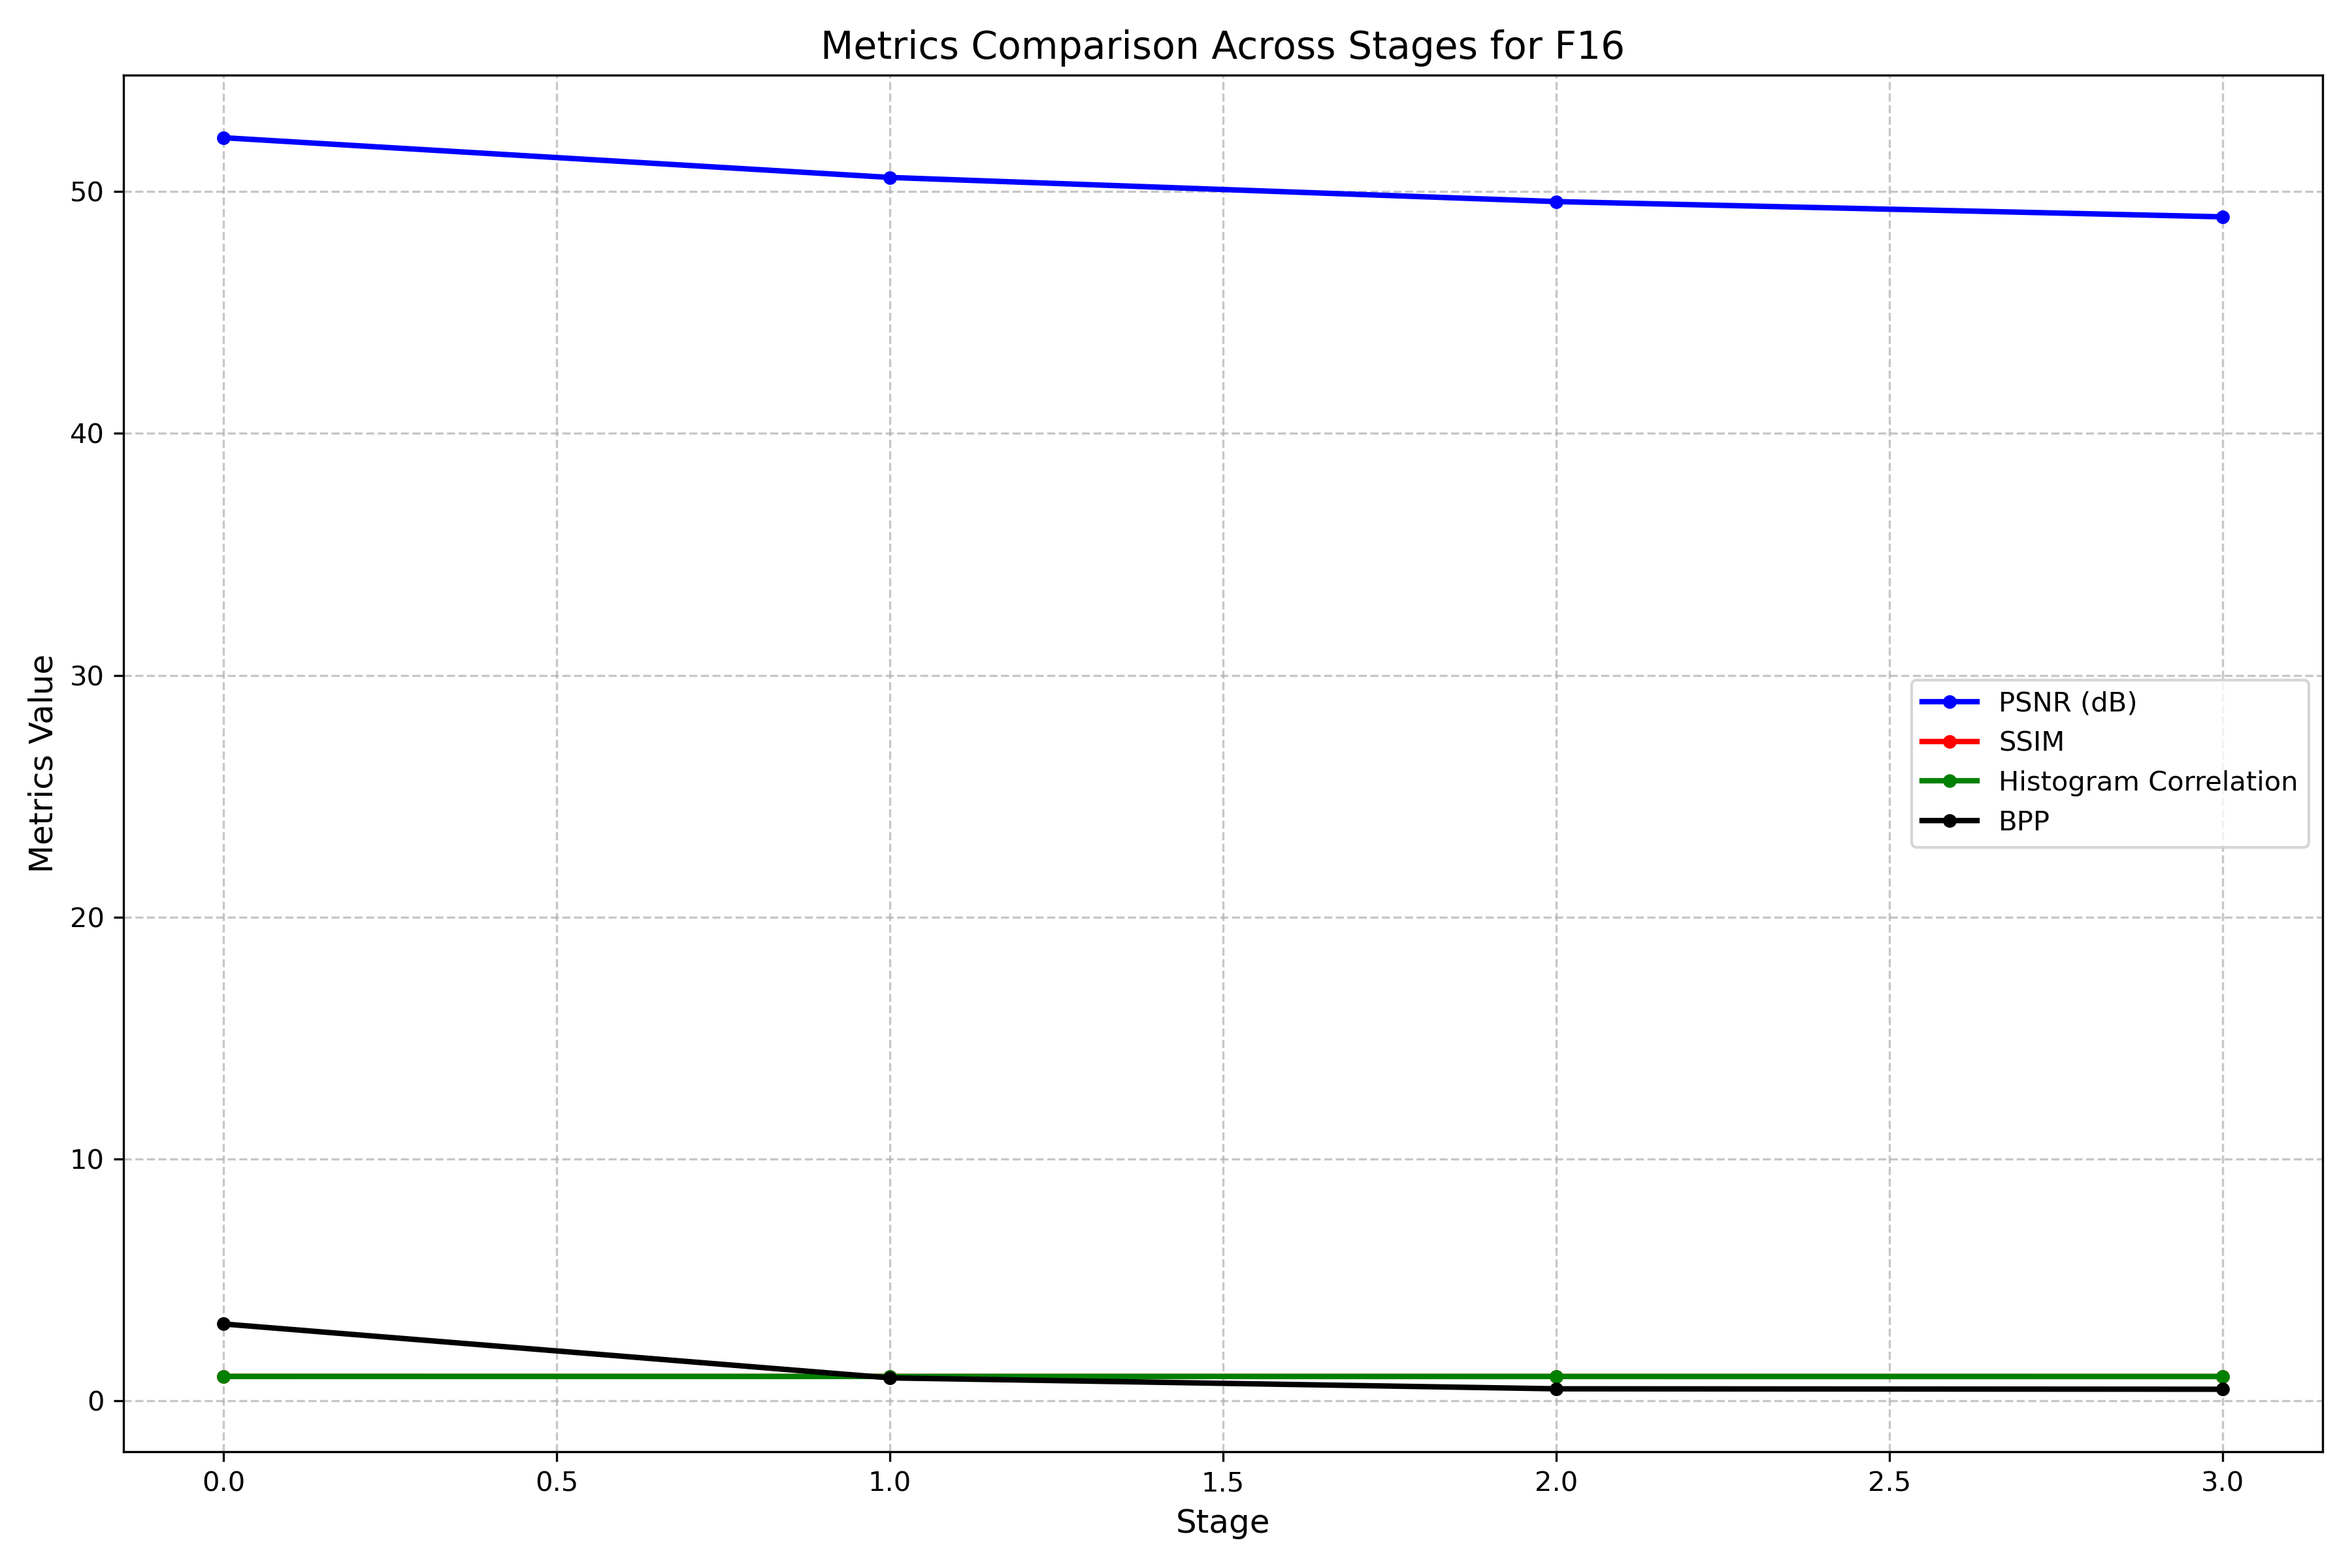 Metrics Comparison Across Stages for F16
Metrics Value
50
40
30
20
10
0
PSNR (dB)
SSIM
Histogram Correlation
BPP
0.0 0.5 1.0 1.5 2.0 2.5 3.0
Stage